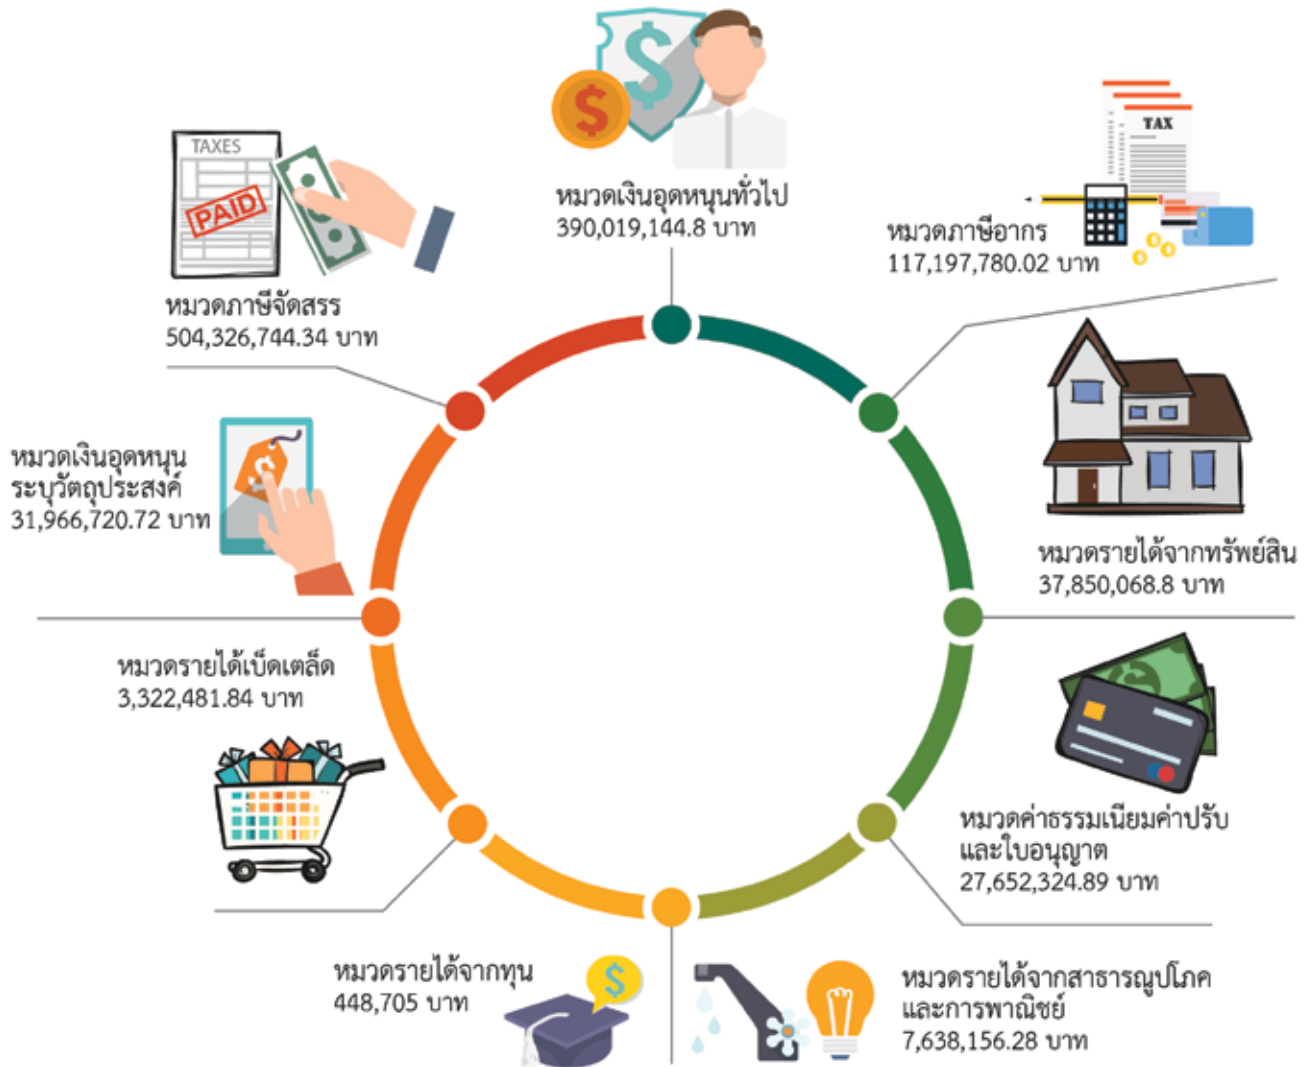 หมวดเงินอุดหนุนทั่วไป
390,019,144.8 บาท
TAX
หมวดภาษีอากร
117,197,780.02 บาท
TAXES
PAID
หมวดภาษีจัดสรร
504,326,744.34 บาท
หมวดเงินอุดหนุน
ระบุวัตถุประสงค์
31,966,720.72 บาท
หมวดรายได้จากทรัพย์สิน
37,850,068.8 บาท
หมวดรายได้เบ็ดเตล็ด
3,322,481.84 บาท
หมวดค่าธรรมเนียมค่าปรับ
และใบอนุญาต
27,652,324.89 บาท
หมวดรายได้จากทุน
448,705 บาท
หมวดรายได้จากสาธารณูปโภค
และการพาณิชย์
7,638,156.28 บาท